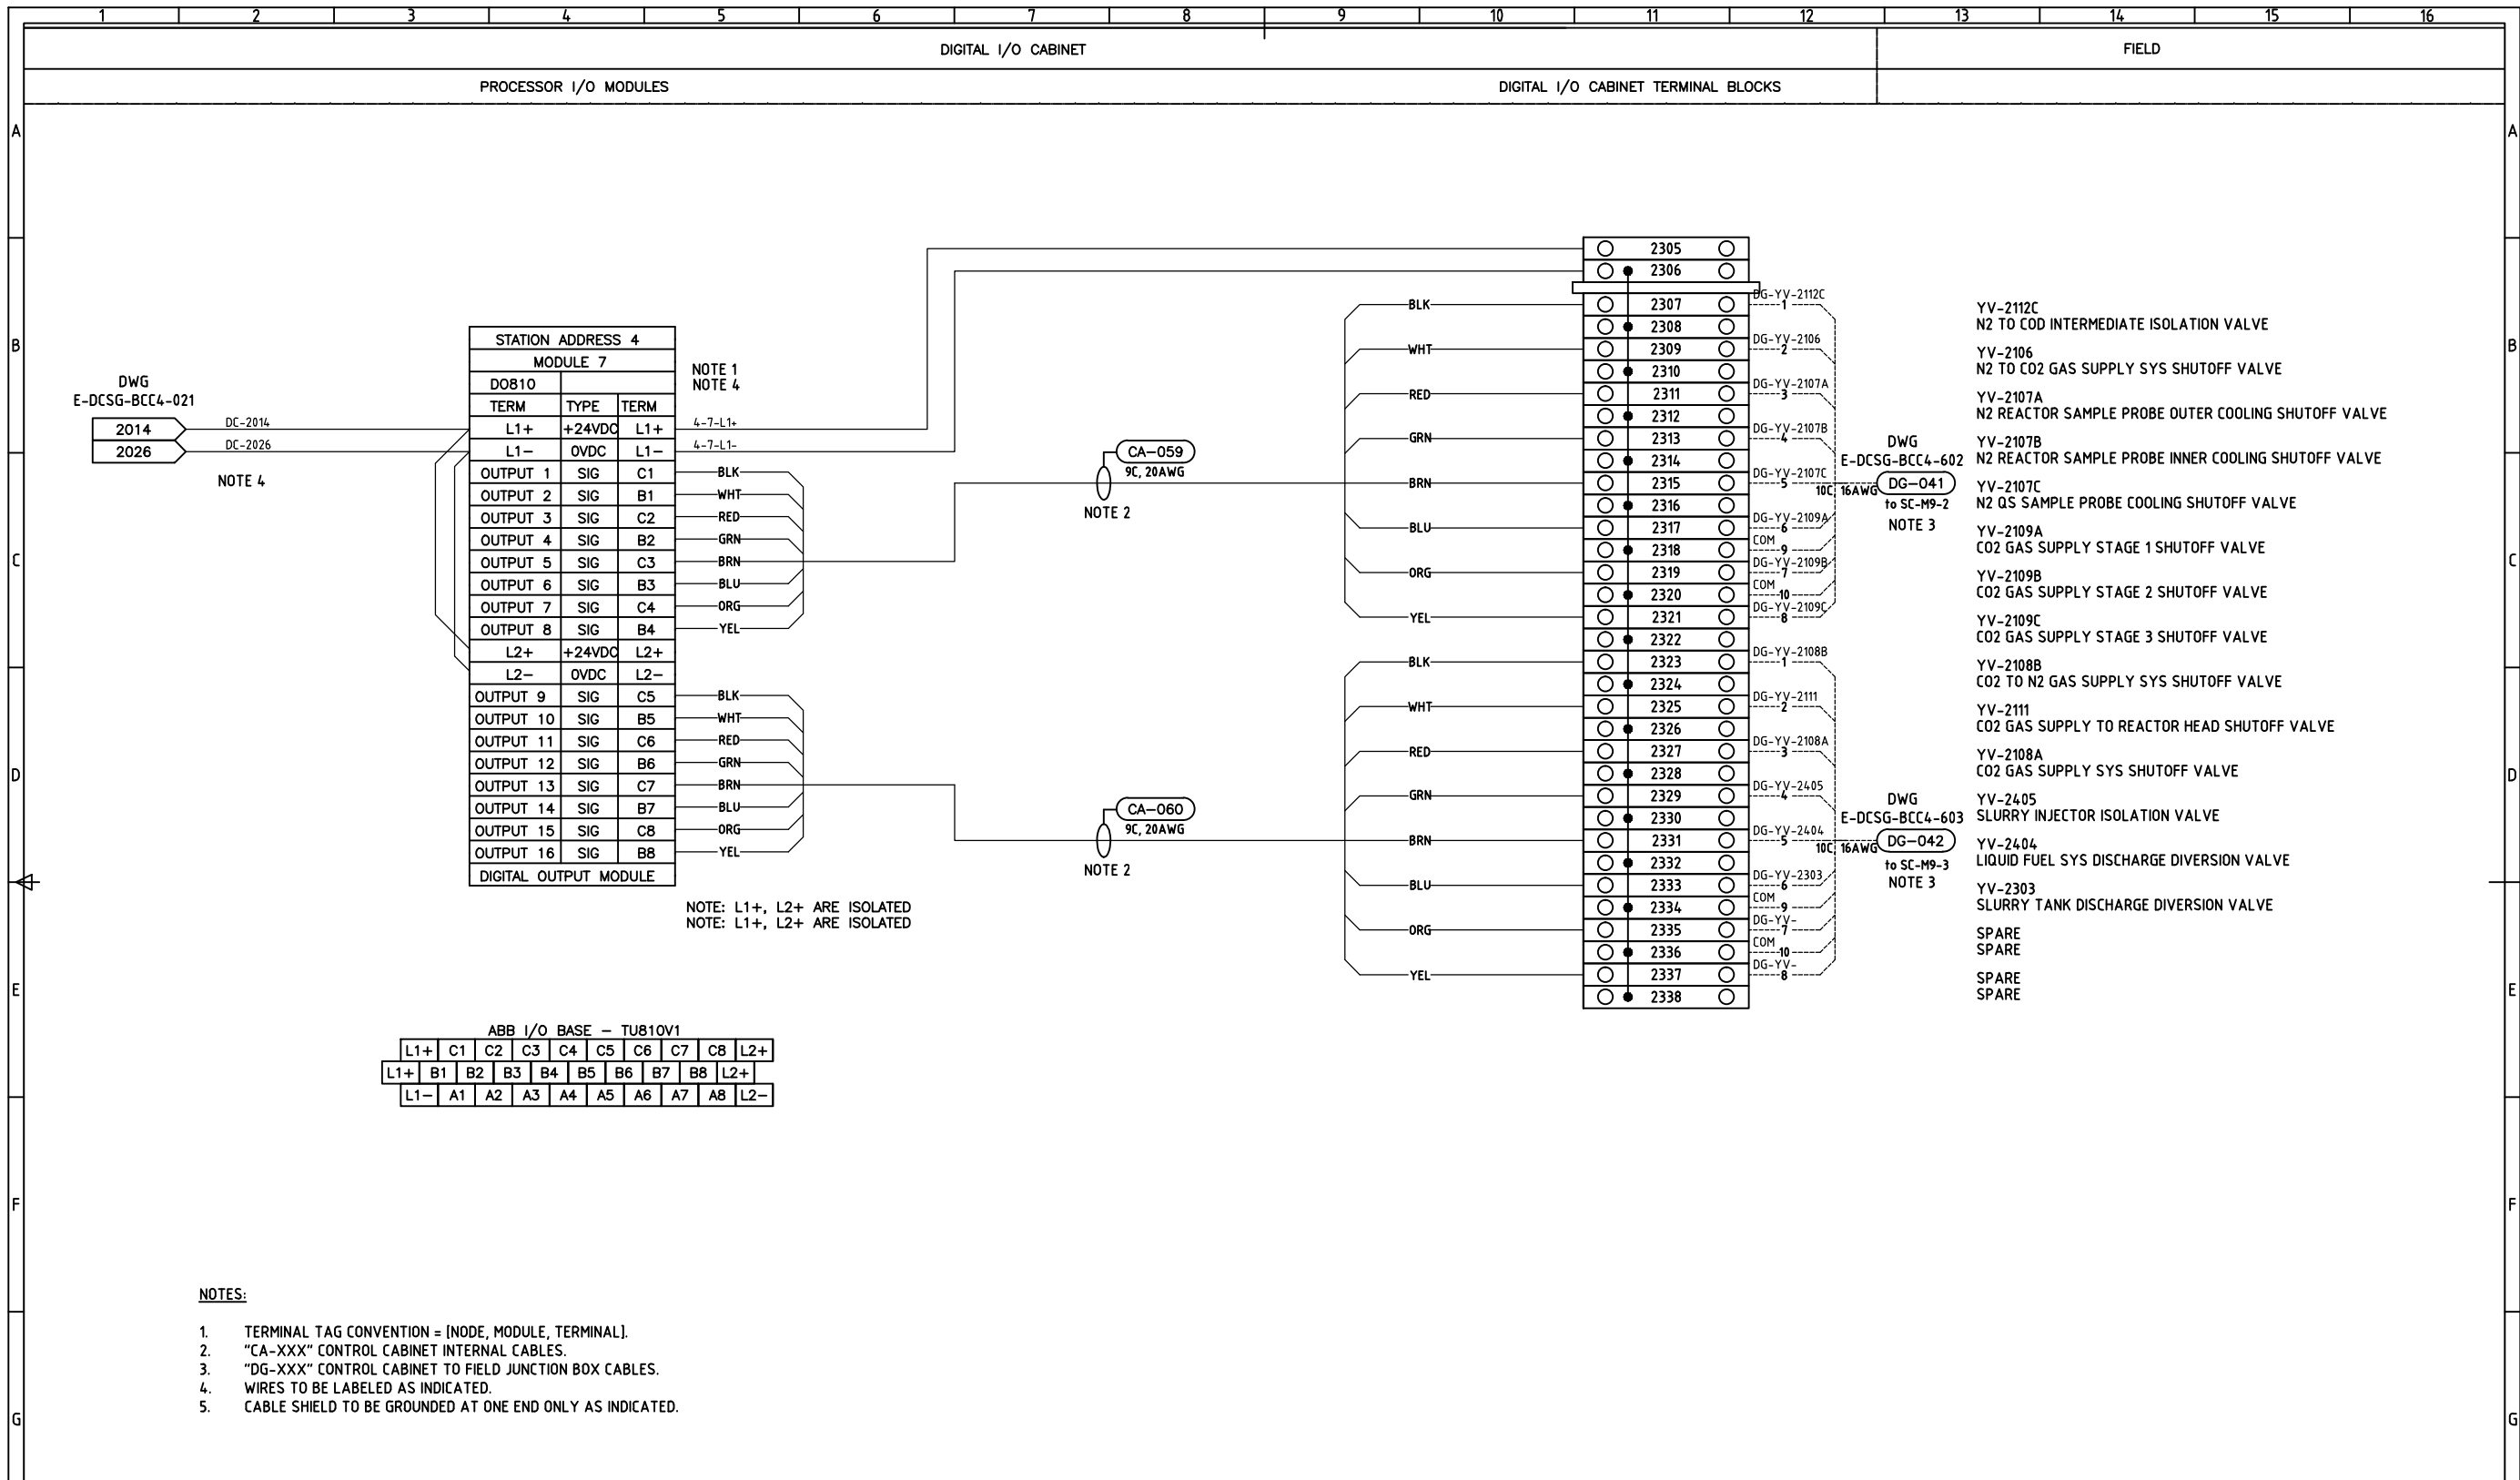 1 2 3 4 5 6 7 8 9 10 11 12 13 14 15 16
DIGITAL I/O CABINET
FIELD
PROCESSOR I/O MODULES
DIGITAL I/O CABINET TERMINAL BLOCKS
A
B
C
D
E
F
G
A
B
C
D
E
F
G
DWG
E-DCSG-BCC4-021
2014
DC-2014
2026
DC-2026
NOTE 4
STATION ADDRESS 4
MODULE 7
DO810
TERM TYPE TERM
L1+ +24VDC L1+
L1- 0VDC L1-
OUTPUT 1 SIG C1
OUTPUT 2 SIG B1
OUTPUT 3 SIG C2
OUTPUT 4 SIG B2
OUTPUT 5 SIG C3
OUTPUT 6 SIG B3
OUTPUT 7 SIG C4
OUTPUT 8 SIG B4
L2+ +24VDC L2+
L2- 0VDC L2-
OUTPUT 9 SIG C5
OUTPUT 10 SIG B5
OUTPUT 11 SIG C6
OUTPUT 12 SIG B6
OUTPUT 13 SIG C7
OUTPUT 14 SIG B7
OUTPUT 15 SIG C8
OUTPUT 16 SIG B8
DIGITAL OUTPUT MODULE
NOTE 1
NOTE 4
4-7-L1+
4-7-L1-
BLK
WHT
RED
GRN
BRN
BLU
ORG
YEL
BLK
WHT
RED
GRN
BRN
BLU
ORG
YEL
NOTE: L1+, L2+ ARE ISOLATED
NOTE: L1+, L2+ ARE ISOLATED
CA-059
9C, 20AWG
NOTE 2
CA-060
9C, 20AWG
NOTE 2
BLK
WHT
RED
GRN
BRN
BLU
ORG
YEL
BLK
WHT
RED
GRN
BRN
BLU
ORG
YEL
2305
2306
2307
2308
2309
2310
2311
2312
2313
2314
2315
2316
2317
2318
2319
2320
2321
2322
2323
2324
2325
2326
2327
2328
2329
2330
2331
2332
2333
2334
2335
2336
2337
2338
DG-YV-2112C
1
DG-YV-2106
2
DG-YV-2107A
3
DG-YV-2107B
4
DG-YV-2107C
5
DG-YV-2109A
6
COM
9
DG-YV-2109B
7
COM
10
DG-YV-2109C
8
DG-YV-2108B
1
DG-YV-2111
2
DG-YV-2108A
3
DG-YV-2405
4
DG-YV-2404
5
DG-YV-2303
6
COM
9
DG-YV-
7
COM
10
DG-YV-
8
DWG
E-DCSG-BCC4-602
10C, 16AWG
DG-041
to SC-M9-2
NOTE 3
DWG
E-DCSG-BCC4-603
10C, 16AWG
DG-042
to SC-M9-3
NOTE 3
YV-2112C
N2 TO COD INTERMEDIATE ISOLATION VALVE
YV-2106
N2 TO CO2 GAS SUPPLY SYS SHUTOFF VALVE
YV-2107A
N2 REACTOR SAMPLE PROBE OUTER COOLING SHUTOFF VALVE
YV-2107B
N2 REACTOR SAMPLE PROBE INNER COOLING SHUTOFF VALVE
YV-2107C
N2 QS SAMPLE PROBE COOLING SHUTOFF VALVE
YV-2109A
CO2 GAS SUPPLY STAGE 1 SHUTOFF VALVE
YV-2109B
CO2 GAS SUPPLY STAGE 2 SHUTOFF VALVE
YV-2109C
CO2 GAS SUPPLY STAGE 3 SHUTOFF VALVE
YV-2108B
CO2 TO N2 GAS SUPPLY SYS SHUTOFF VALVE
YV-2111
CO2 GAS SUPPLY TO REACTOR HEAD SHUTOFF VALVE
YV-2108A
CO2 GAS SUPPLY SYS SHUTOFF VALVE
YV-2405
SLURRY INJECTOR ISOLATION VALVE
YV-2404
LIQUID FUEL SYS DISCHARGE DIVERSION VALVE
YV-2303
SLURRY TANK DISCHARGE DIVERSION VALVE
SPARE
SPARE
SPARE
SPARE
ABB I/O BASE - TU810V1
L1+ C1 C2 C3 C4 C5 C6 C7 C8 L2+
L1+ B1 B2 B3 B4 B5 B6 B7 B8 L2+
L1- A1 A2 A3 A4 A5 A6 A7 A8 L2-
NOTES:
1. TERMINAL TAG CONVENTION = [NODE, MODULE, TERMINAL].
2. "CA-XXX" CONTROL CABINET INTERNAL CABLES.
3. "DG-XXX" CONTROL CABINET TO FIELD JUNCTION BOX CABLES.
4. WIRES TO BE LABELED AS INDICATED.
5. CABLE SHIELD TO BE GROUNDED AT ONE END ONLY AS INDICATED.